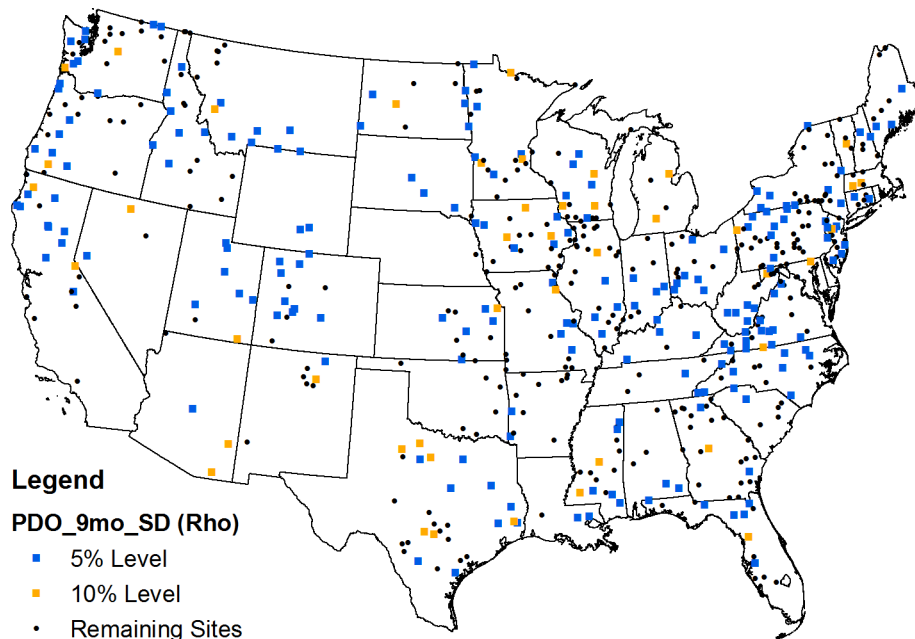 Legend
PDO_9mo_SD (Rho)
5% Level
10% Level
Remaining Sites